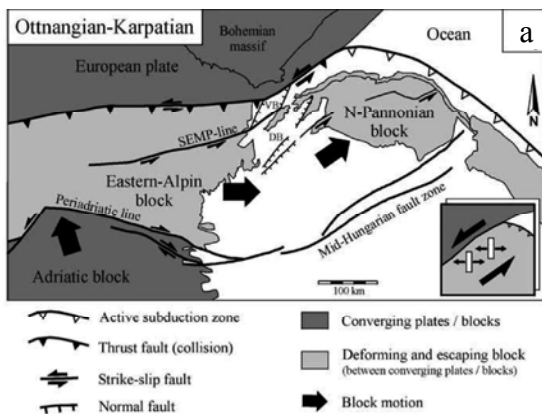 Ottnangian-Karpatian
Bohemian
massif
Ocean
a
European plate
VB
N-Pannonian
block
SEMP-line
DB
N
Eastern-Alpin
block
Periadriatic line
Mid-Hungarian fault zone
Adriatic block
100 km
Active subduction zone
Converging plates / blocks
Thrust fault (collision)
Deforming and escaping block
(between converging plates / blocks)
Strike-slip fault
Normal fault
Block motion